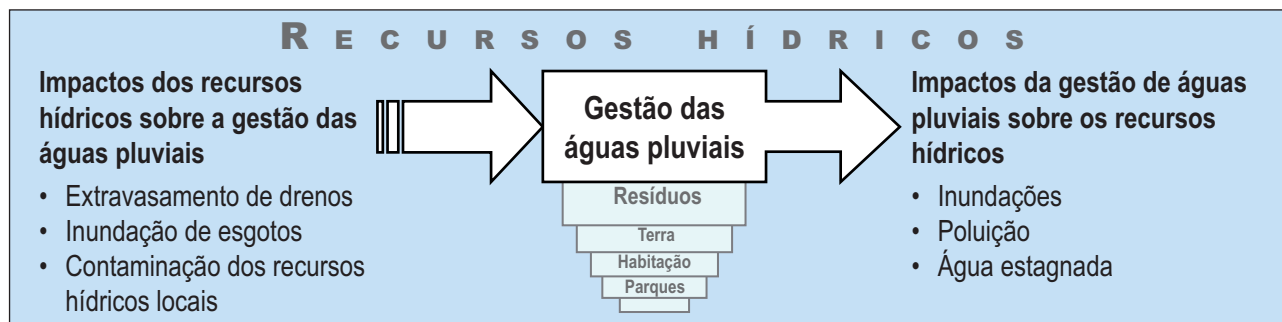 RECURSOS HÍDRICOS
Impactos dos recursos
hídricos sobre a gestão das
águas pluviais
• Extravasamento de drenos
• Inundação de esgotos
• Contaminação dos recursos
hídricos locais
Gestão das
águas pluviais
Resíduos
Terra
Habitação
Parques
Impactos da gestão de águas
pluviais sobre os recursos
hídricos
• Inundações
• Poluição
• Água estagnada